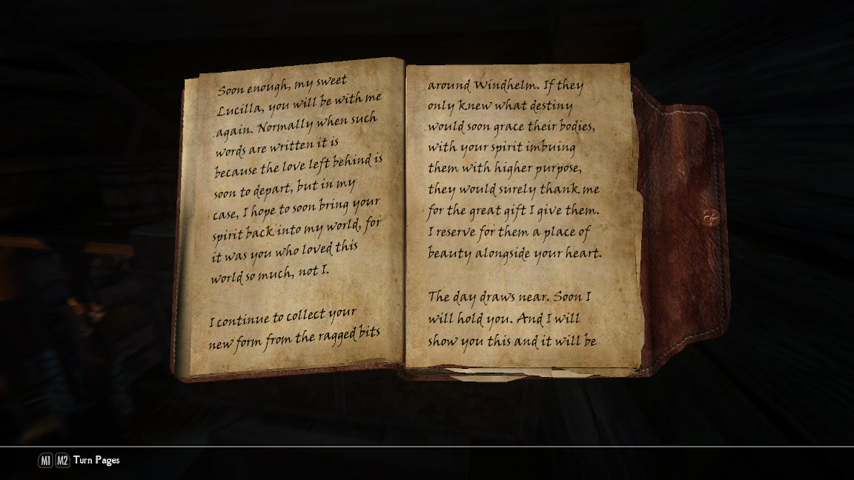 Soon enough, my sweet
Lucilla, you will be with me
again. Normally when such
words are written it is
because the love left behind is
soon to depart, but in my
case, I hope to soon bring your
spirit back into my world, for
it was you who loved this
world so much, not I.
I continue to collect your
new form from the ragged bits
around Windhelm. If they
only knew what destiny
would soon grace their bodies,
with your spirit imbuing
them with higher purpose,
they would surely thank me
for the great gift I give them.
I reserve for them a place of
beauty alongside your heart.
The day draws near. Soon I
will hold you. And I will
show you this and it will be
M1 M2 Turn Pages